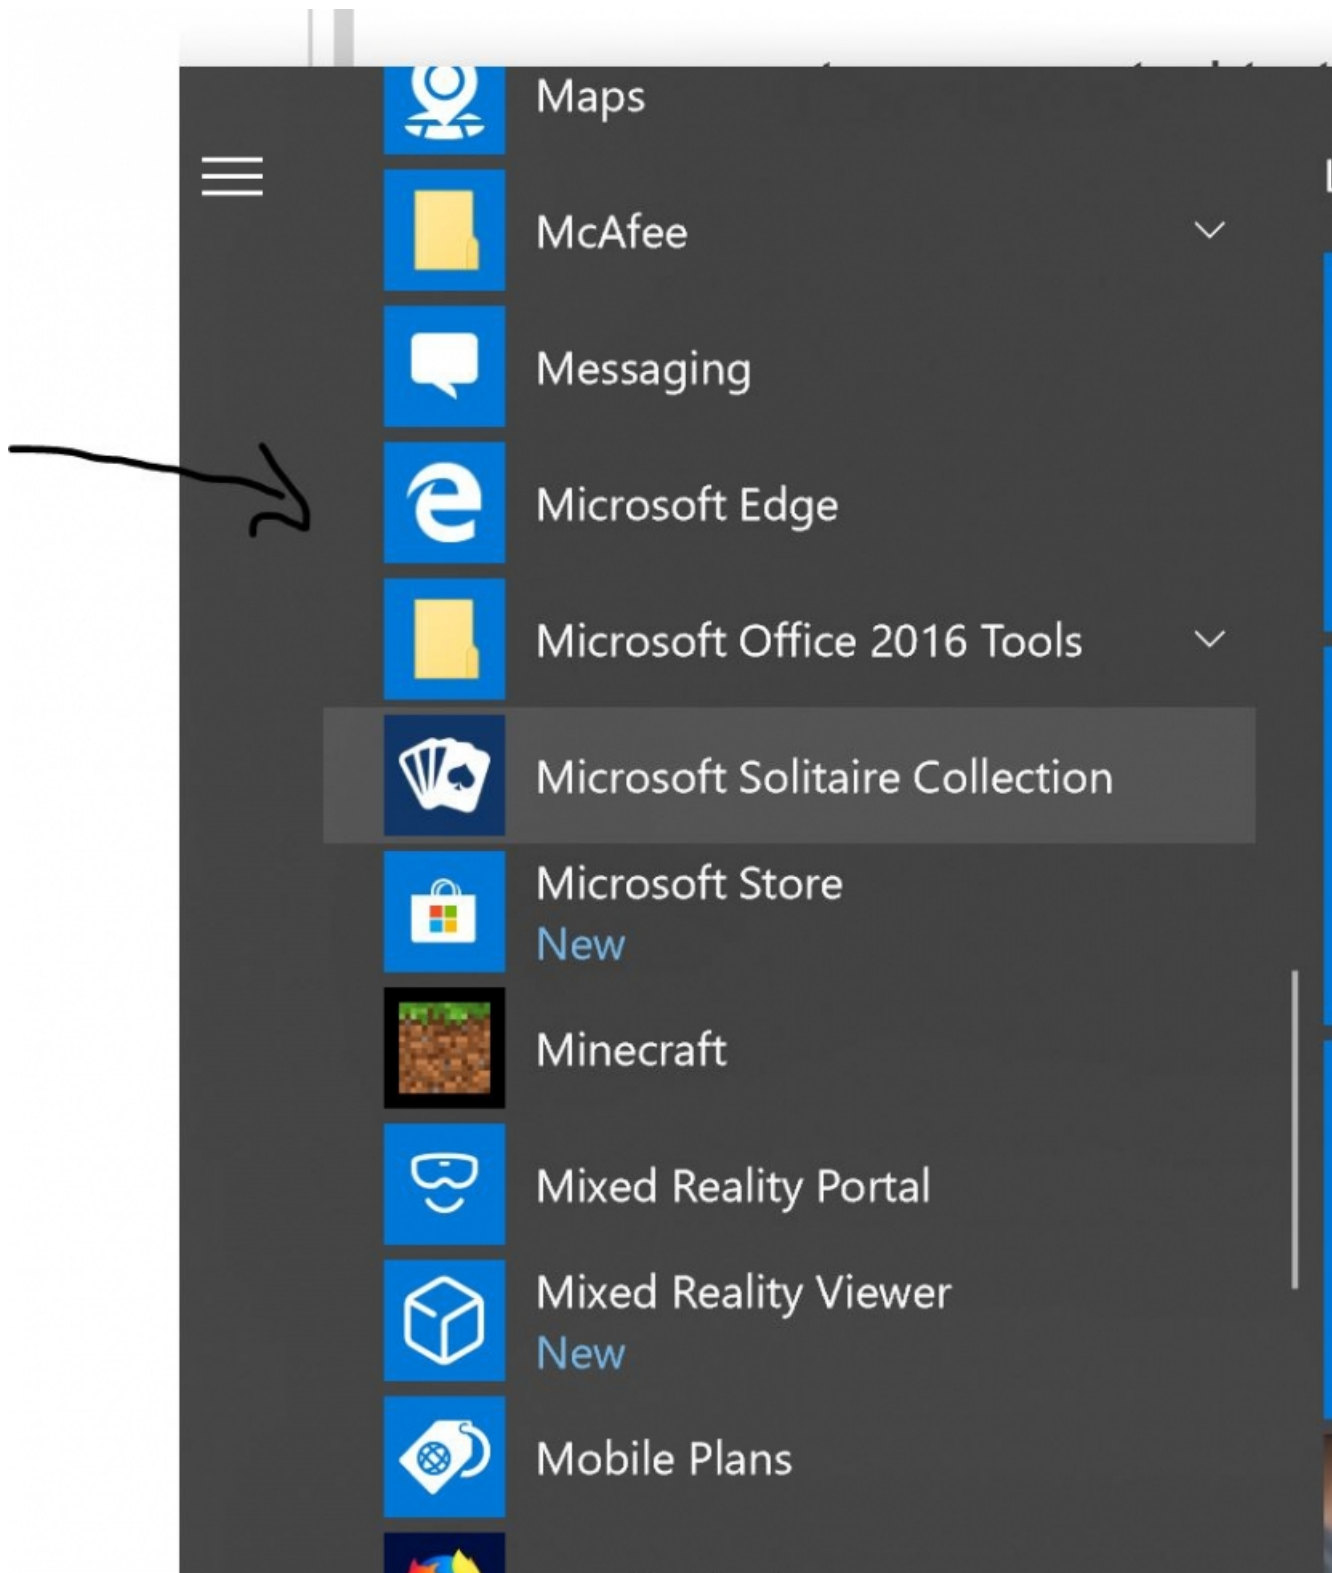 Maps
McAfee
Messaging
Microsoft Edge
Microsoft Office 2016 Tools
Microsoft Solitaire Collection
Microsoft Store
New
Minecraft
Mixed Reality Portal
Mixed Reality Viewer
New
Mobile Plans